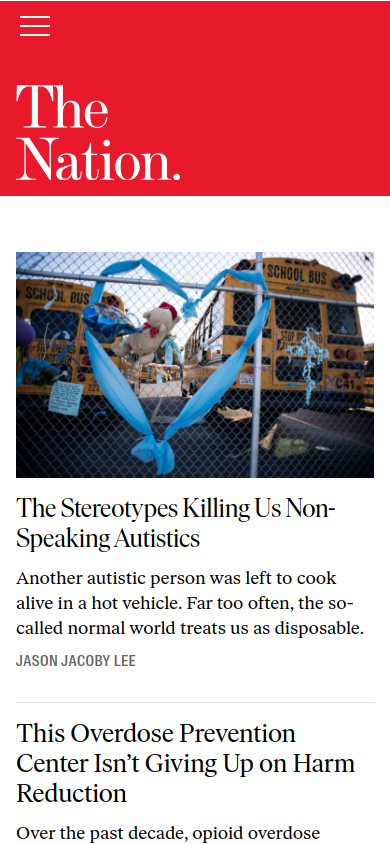 The
Nation.
SCHOOL BUS
SCHOOL BUS
The Stereotypes Killing Us Non-
Speaking Autistics
Another autistic person was left to cook
alive in a hot vehicle. Far too often, the so-
called normal world treats us as disposable.
JASON JACOBY LEE
This Overdose Prevention
Center Isn’t Giving Up on Harm
Reduction
Over the past decade, opioid overdose